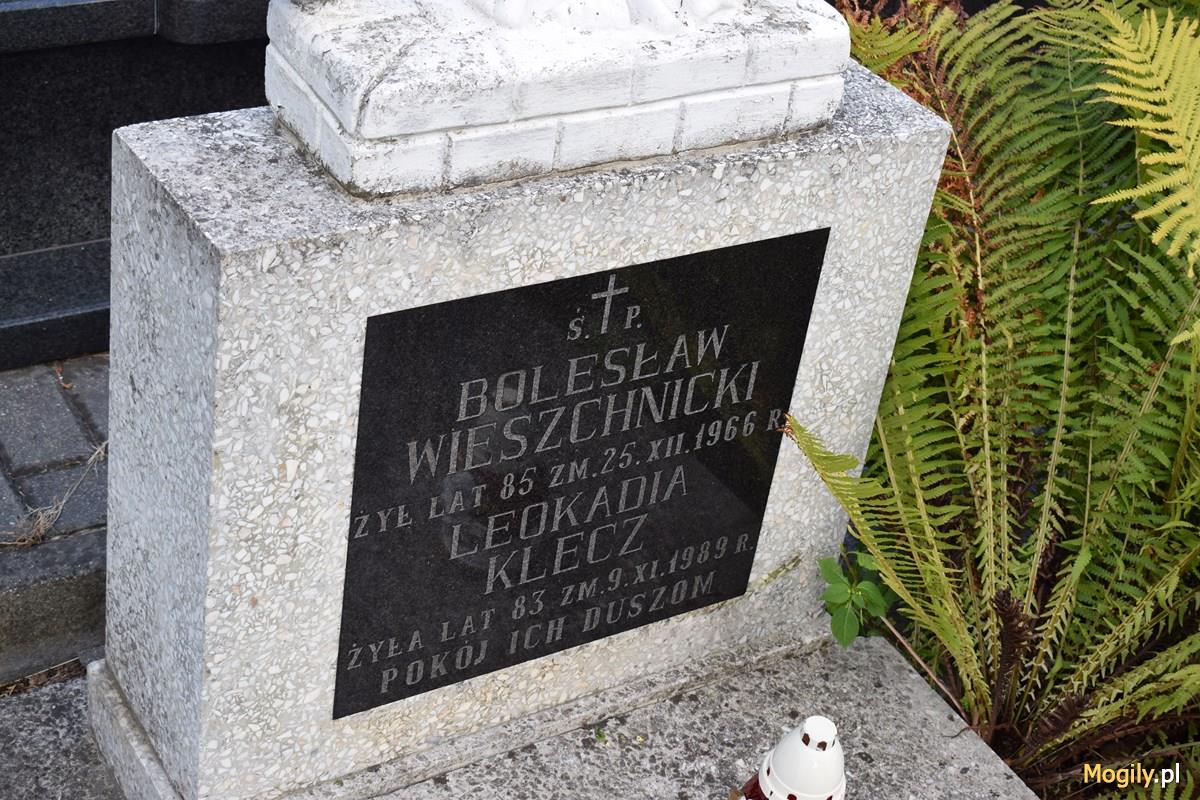 Ś. P.
BOLESŁAW
WIESZCHNICKI
ŻYŁ LAT 85 ZM. 25. XII. 1966 R.
LEOKADIA
KLECZ
ŻYŁA LAT 83 ZM. 9. XI. 1989 R.
POKÓJ ICH DUSZOM
Mogily.pl